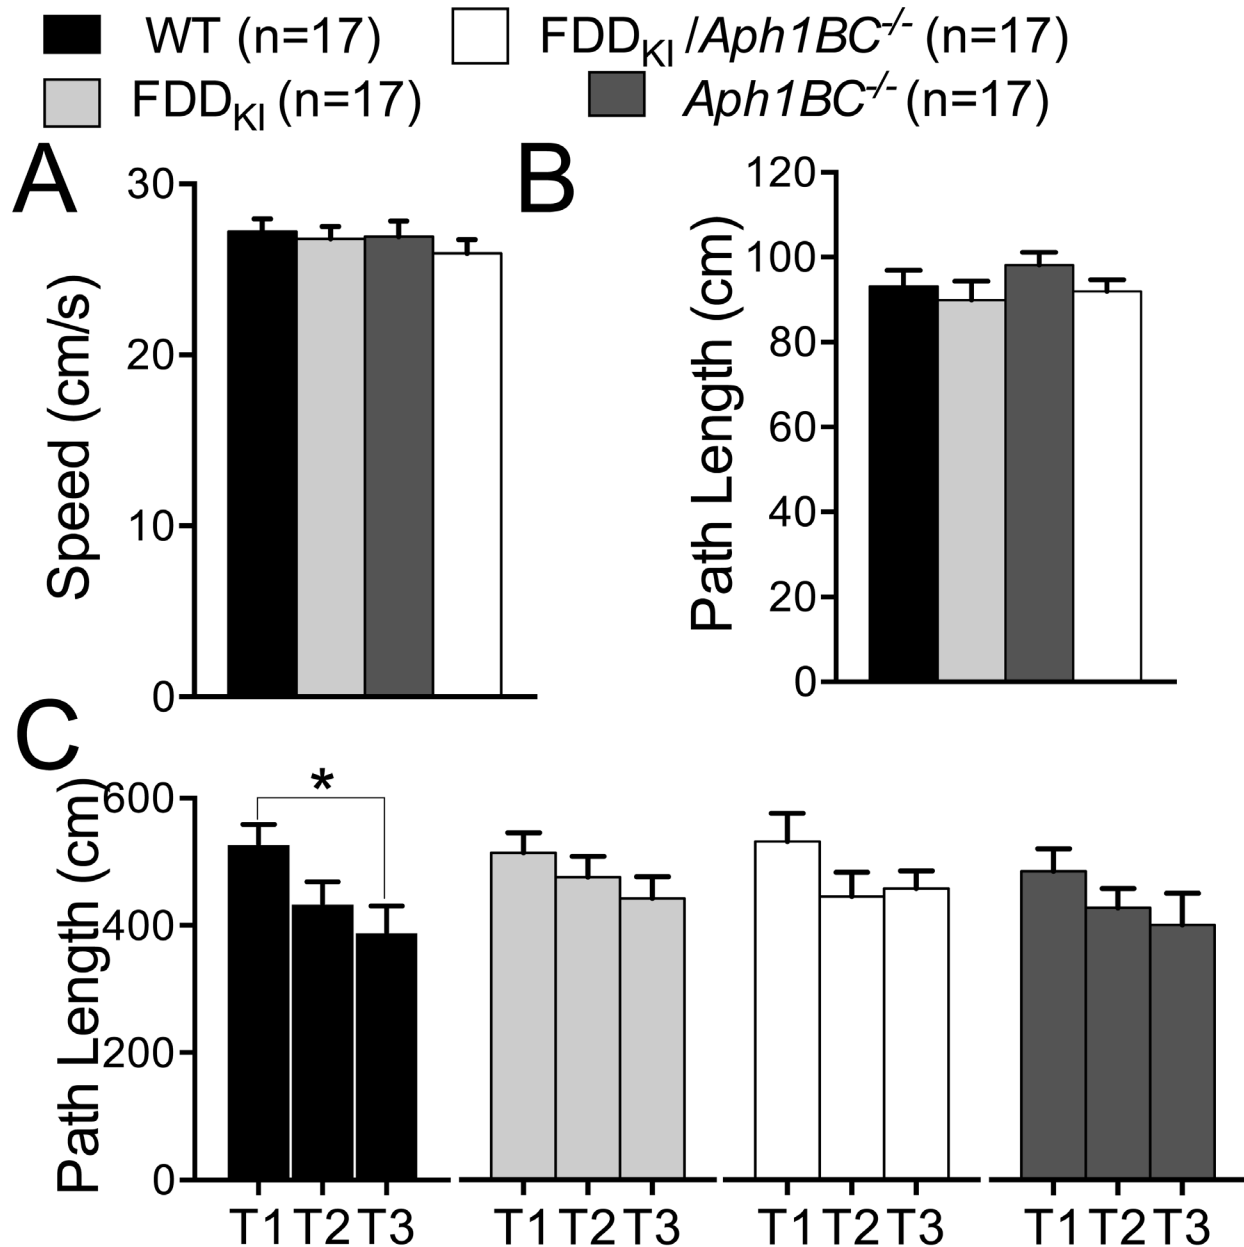 WT (n=17)
FDDKI /Aph1BC-/- (n=17)
FDDKI (n=17)
Aph1BC-/- (n=17)
A
30
20
10
0
Speed (cm/s)
B
120
100
80
60
40
20
0
Path Length (cm)
C
600
400
200
0
Path Length (cm)
*
T1 T2 T3
T1 T2 T3
T1 T2 T3
T1 T2 T3